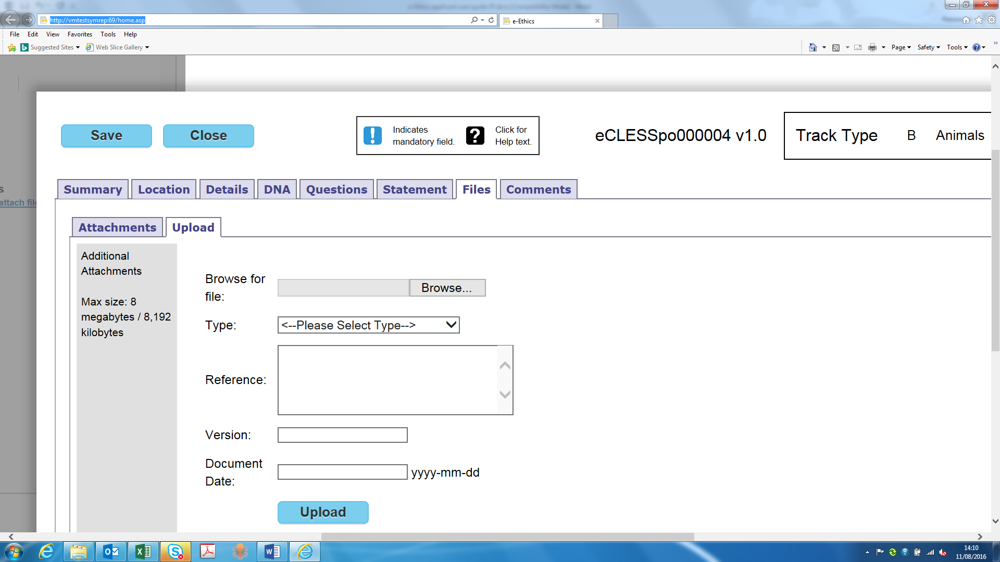 http://vmtestsymrep:69/home.asp
e-Ethics
File Edit View Favorites Tools Help
Suggested Sites Web Slice Gallery
Page Safety Tools
Save Close
! Indicates mandatory field.
? Click for Help text.
eCLESSpo000004 v1.0
Track Type B Animals
s
attach file
Summary Location Details DNA Questions Statement Files Comments
Attachments Upload
Additional
Attachments
Max size: 8
megabytes / 8,192
kilobytes
Browse for
file:
Browse...
Type: <--Please Select Type-->
Reference:
Version:
Document
Date:
yyyy-mm-dd
Upload
14:10
11/08/2016